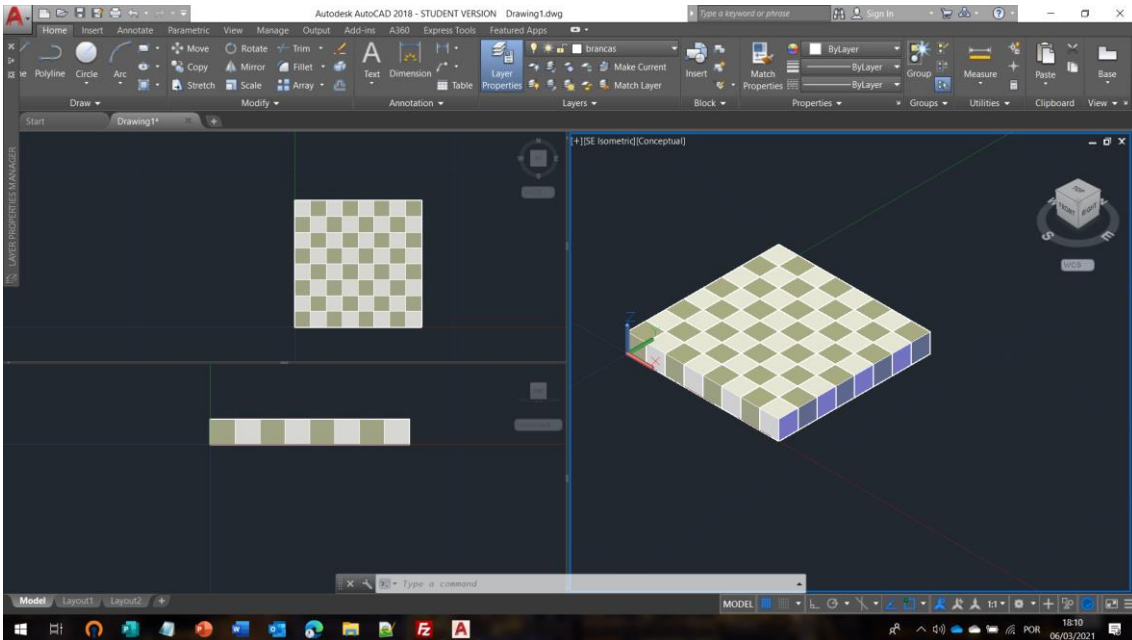 Autodesk AutoCAD 2018 - STUDENT VERSION Drawing1.dwg
Type a keyword or phrase
Sign In
Home Insert Annotate Parametric View Manage Output Add-ins A360 Express Tools Featured Apps
Move Rotate Trim
brancas
ByLayer
Polyline Circle Arc
Copy Mirror Fillet
Text Dimension
Layer Properties
Make Current
Insert
Match Properties
ByLayer
Group
Measure
Paste
Base
Stretch Scale Array
Table
Match Layer
ByLayer
Draw Modify Annotation Layers Block Properties Groups Utilities Clipboard View
Start Drawing1*
LAYER PROPERTIES MANAGER
[+][SE Isometric][Conceptual]
N
TOP
FRONT RIGHT
S E
WCS
Z
X
Type a command
Model Layout1 Layout2 +
MODEL 1:1
POR
18:10
06/03/2021